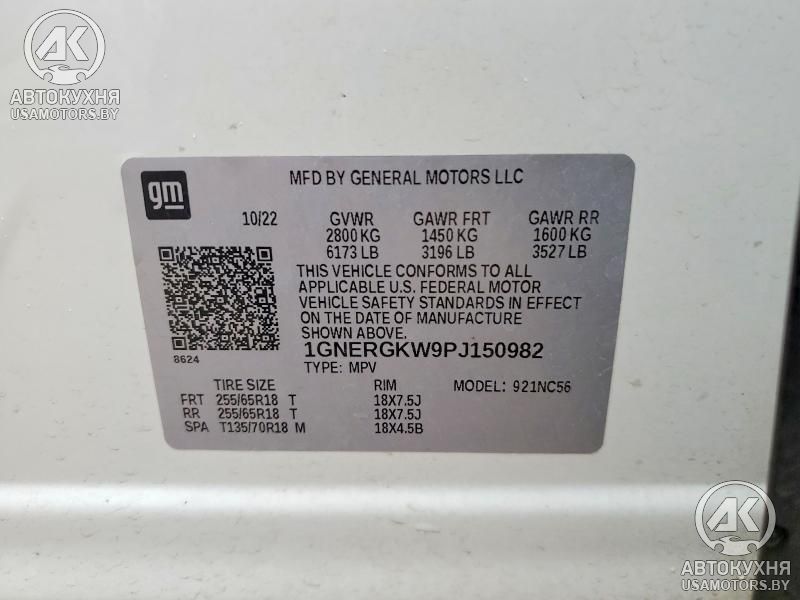 АК
АВТОКУХНЯ
USAMOTORS.BY
gm
MFD BY GENERAL MOTORS LLC
10/22 GVWR GAWR FRT GAWR RR
2800 KG 1450 KG 1600 KG
6173 LB 3196 LB 3527 LB
THIS VEHICLE CONFORMS TO ALL
APPLICABLE U.S. FEDERAL MOTOR
VEHICLE SAFETY STANDARDS IN EFFECT
ON THE DATE OF MANUFACTURE
SHOWN ABOVE.
8624
1GNERGKW9PJ150982
TYPE: MPV
TIRE SIZE RIM MODEL: 921NC56
FRT 255/65R18 T 18X7.5J
RR 255/65R18 T 18X7.5J
SPA T135/70R18 M 18X4.5B
АК
АВТОКУХНЯ
USAMOTORS.BY